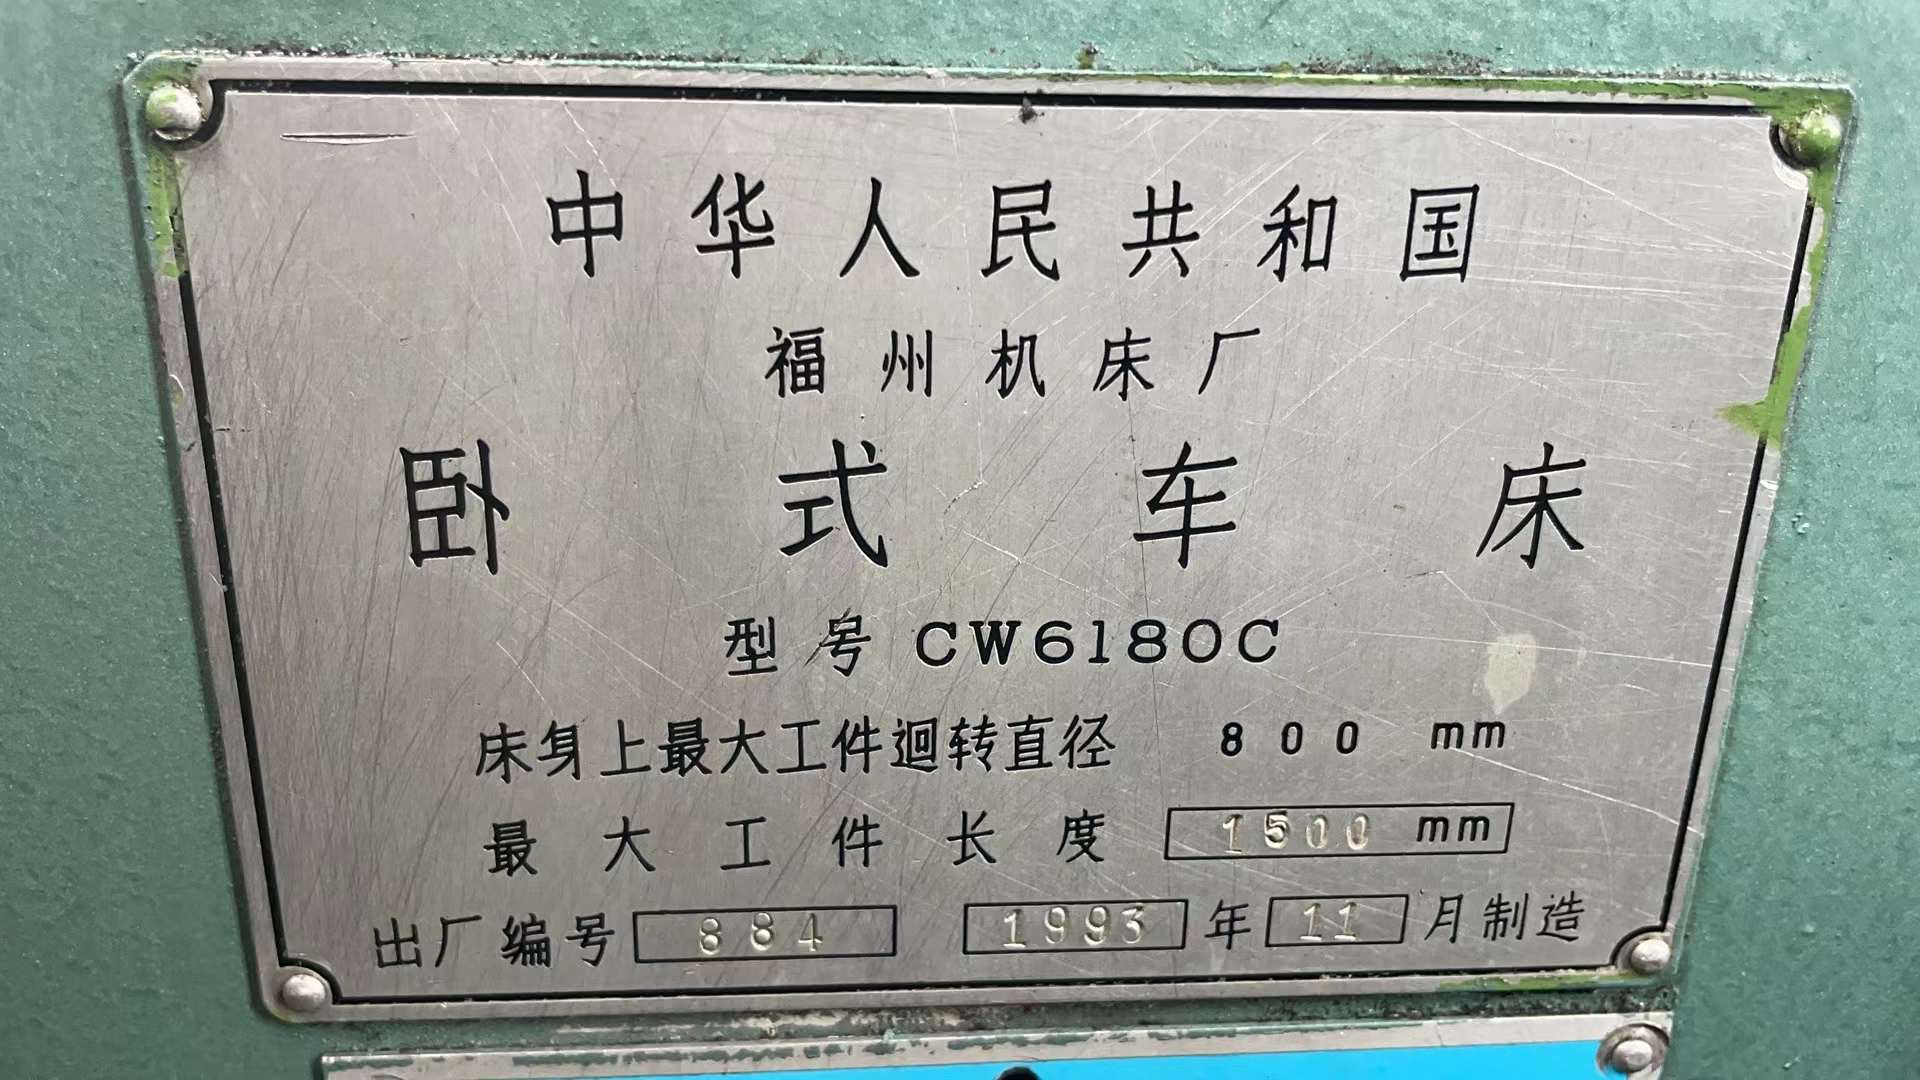 中华人民共和国
福州机床厂
卧式车床
型号 CW6180C
床身上最大工件迴转直径 800 mm
最大工件长度 1500 mm
出厂编号 884 1993 年 11 月制造